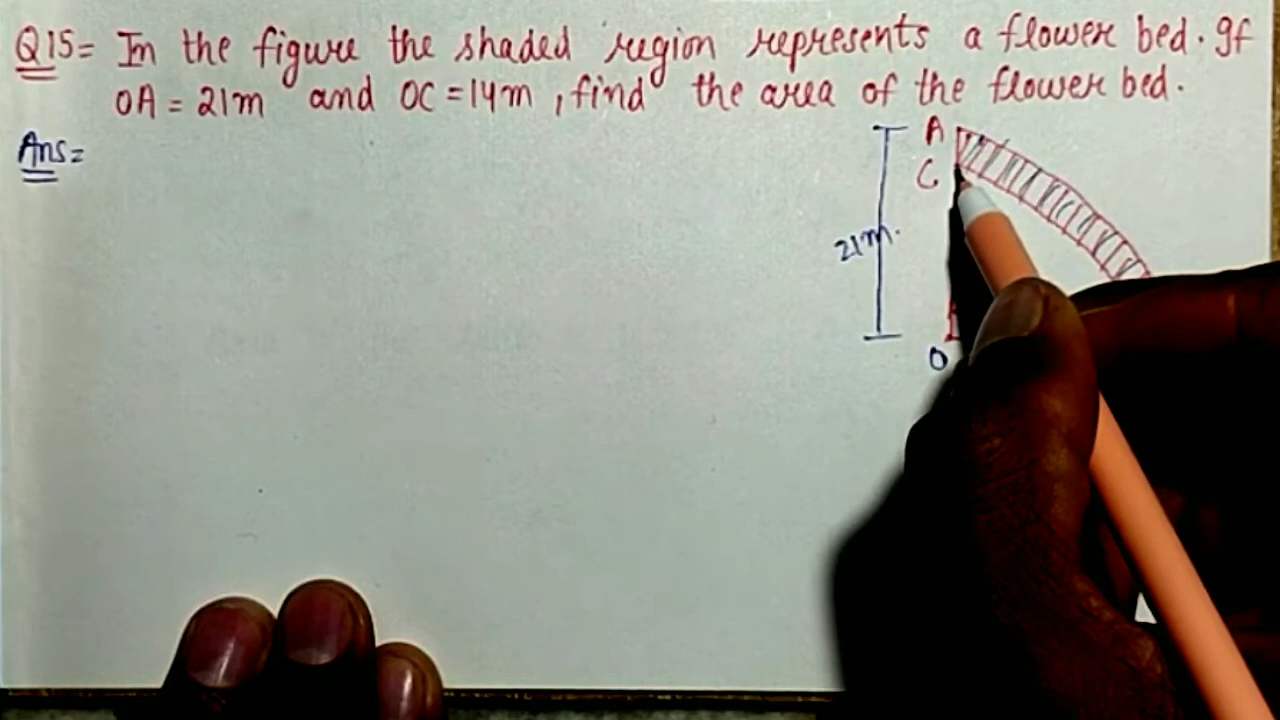 Q15= In the figure the shaded region represents a flower bed. If
OA = 21m and OC = 14m , find the area of the flower bed.
Ans=
A
C
21m.
O